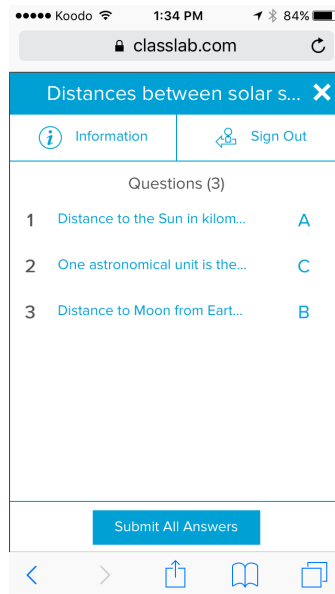 Koodo 1:34 PM 84%
classlab.com
Distances between solar s...
Information Sign Out
Questions (3)
1 Distance to the Sun in kilom... A
2 One astronomical unit is the... C
3 Distance to Moon from Eart... B
Submit All Answers